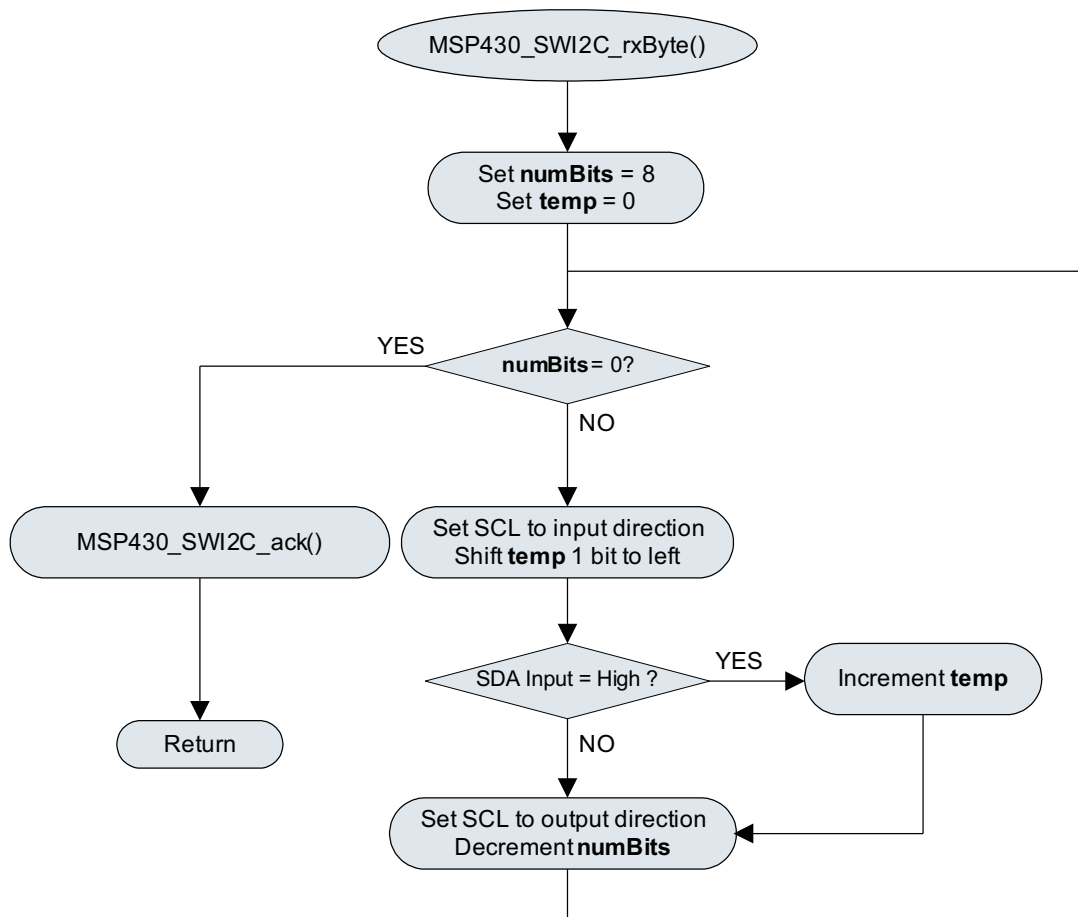 MSP430_SWI2C_rxByte()
Set numBits = 8
Set temp = 0
YES
numBits = 0?
NO
MSP430_SWI2C_ack()
Set SCL to input direction
Shift temp 1 bit to left
SDA Input = High ?
YES
Increment temp
Return
NO
Set SCL to output direction
Decrement numBits